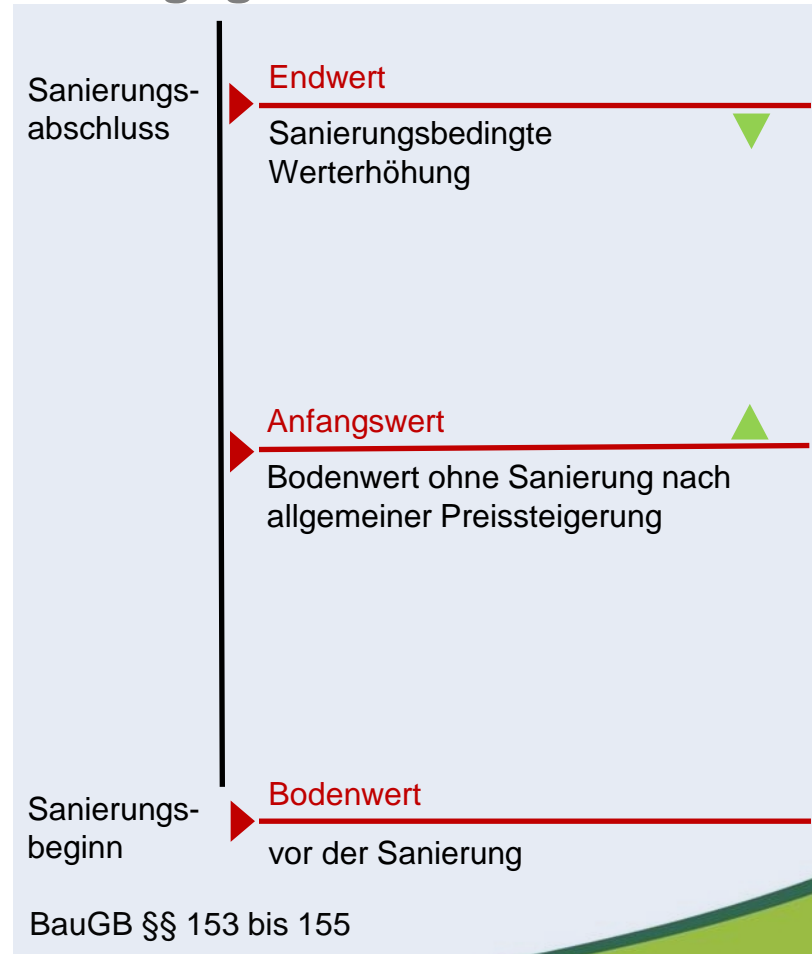 Sanierungs-
abschluss
Endwert
Sanierungsbedingte
Werterhöhung
Anfangswert
Bodenwert ohne Sanierung nach
allgemeiner Preissteigerung
Sanierungs-
beginn
Bodenwert
vor der Sanierung
BauGB §§ 153 bis 155